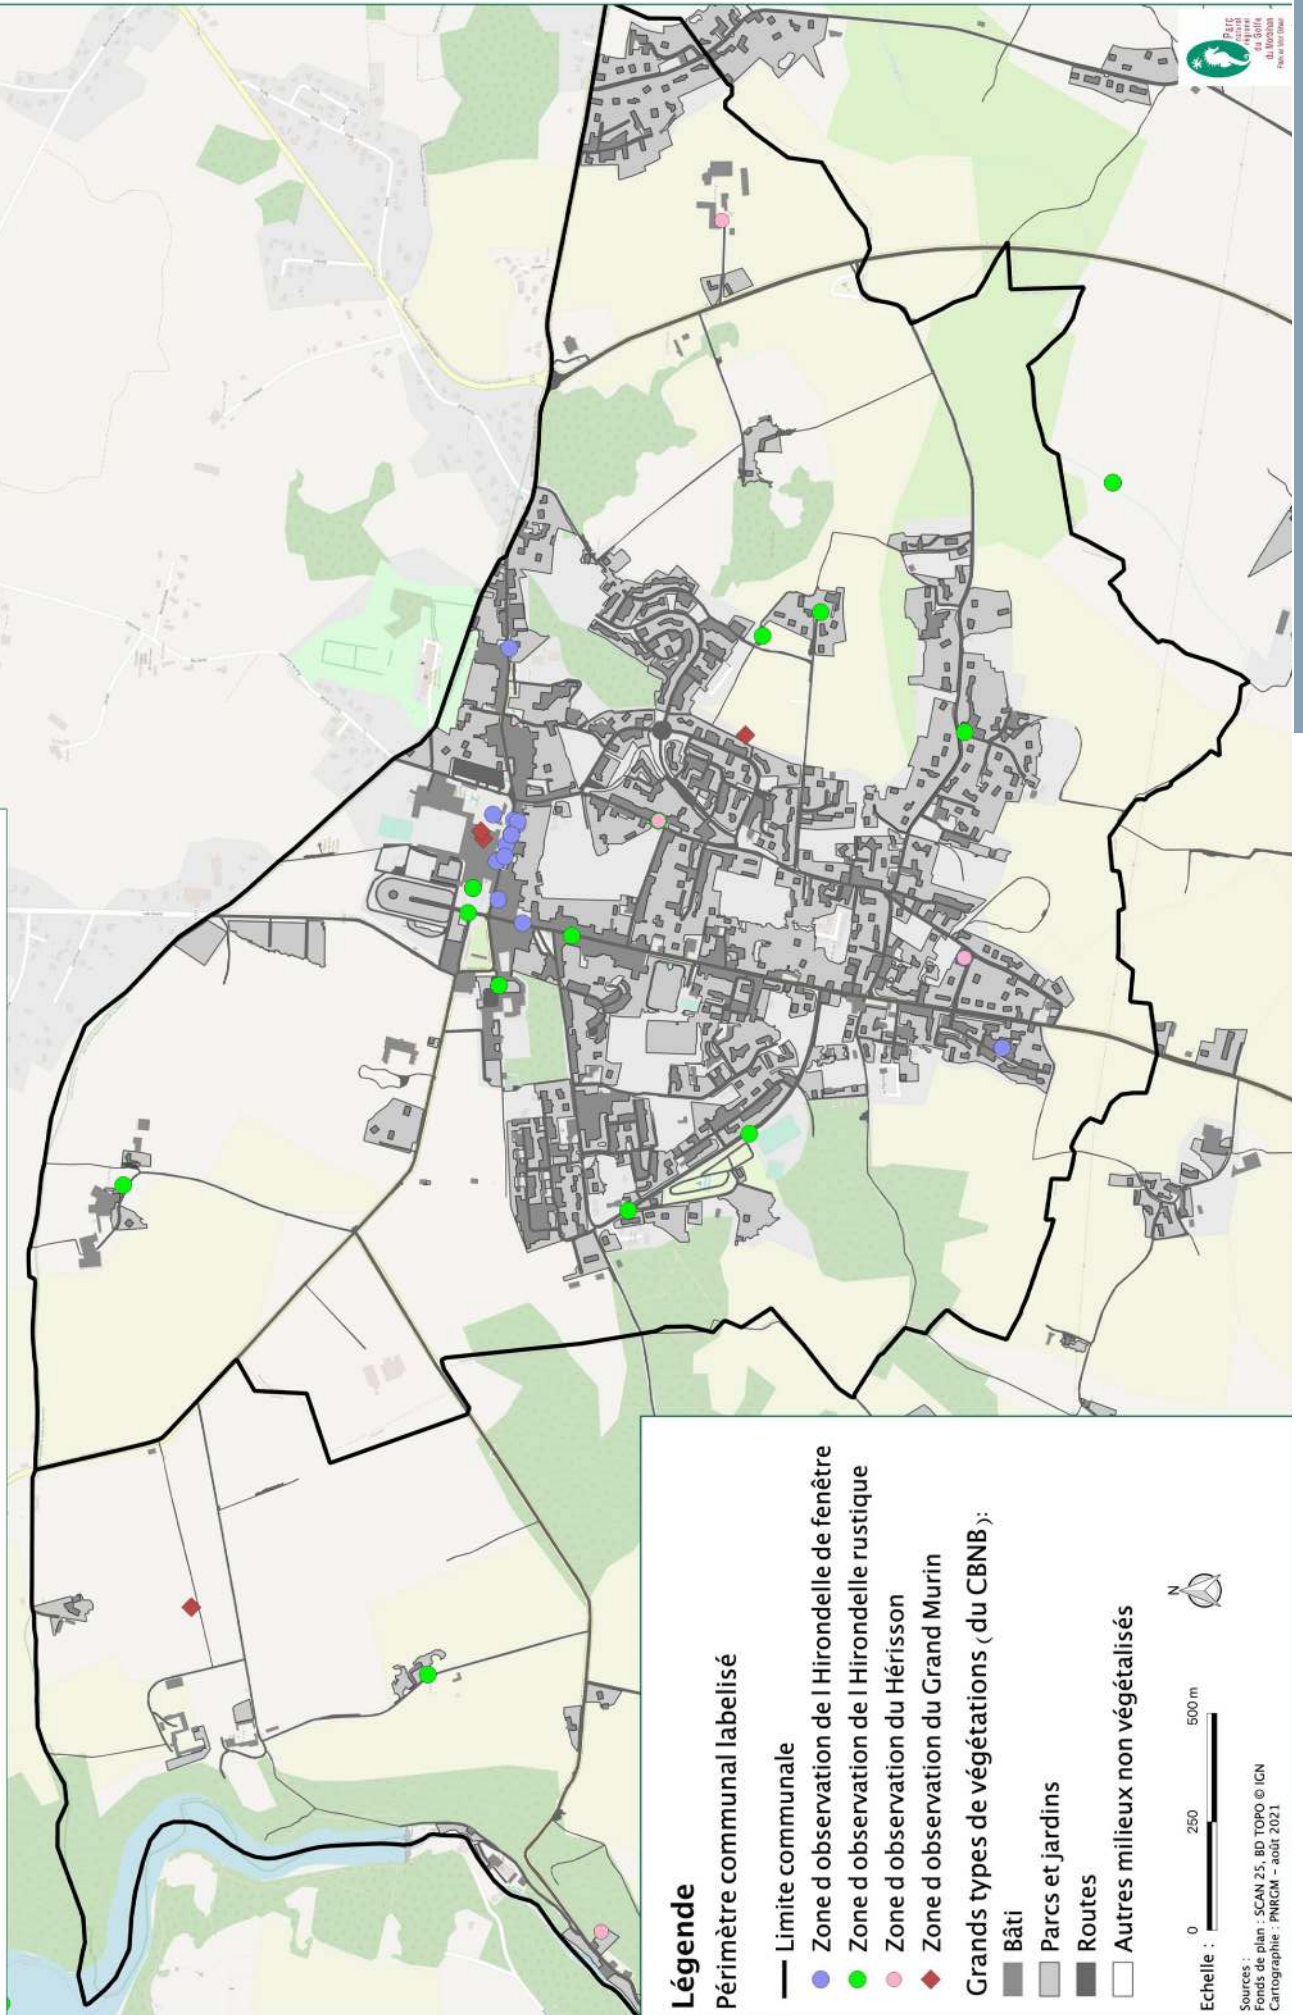 Parc
naturel
régional
du Golfe
du Morbihan
Légende
Périmètre communal labelisé
Limite communale
Zone d observation de l Hirondelle de fenêtre
Zone d observation de l Hirondelle rustique
Zone d observation du Hérisson
Zone d observation du Grand Murin
Grands types de végétations (du CBNB):
Bâti
Parcs et jardins
Routes
Autres milieux non végétalisés
N
Echelle :
0 250 500 m
Sources :
Fonds de plan : SCAN 25, BD TOPO © IGN
Cartographie : PNRGM - août 2021